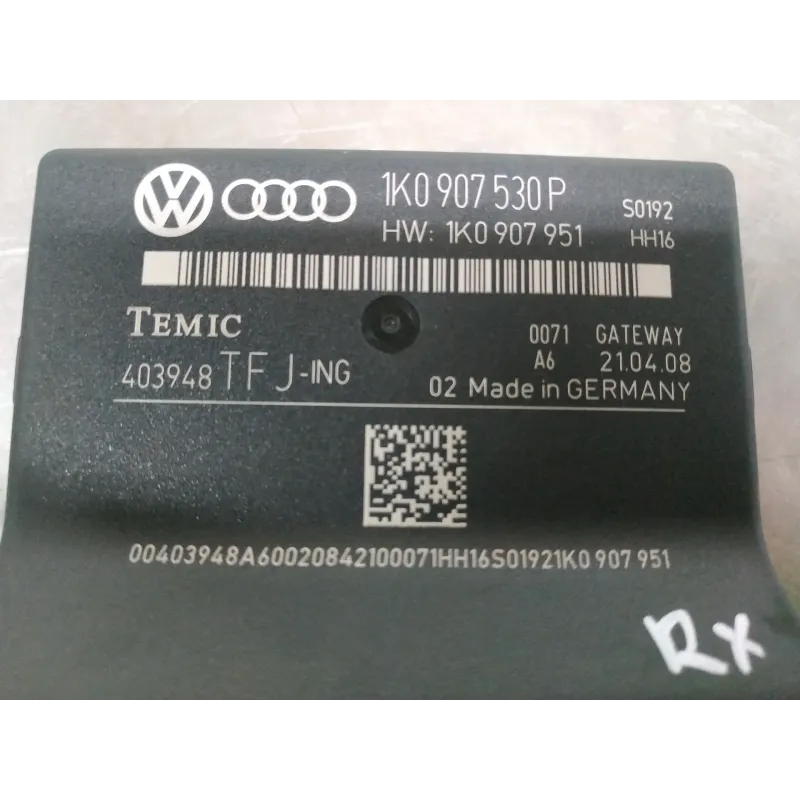 1K0 907 530P S0192
HW: 1K0 907 951 HH16
TEMIC 0071 GATEWAY
403948 TFJ-ING A6 21.04.08
02 Made in GERMANY
00403948A60020842100071HH16S01921K0 907 951
RX